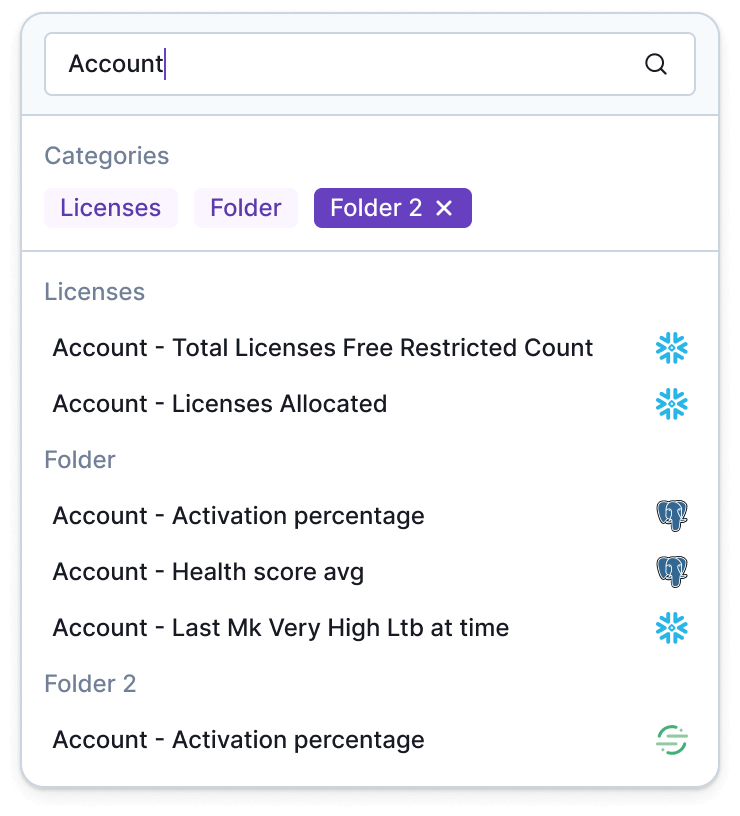 Account
Categories
Licenses Folder Folder 2
Licenses
Account - Total Licenses Free Restricted Count
Account - Licenses Allocated
Folder
Account - Activation percentage
Account - Health score avg
Account - Last Mk Very High Ltb at time
Folder 2
Account - Activation percentage